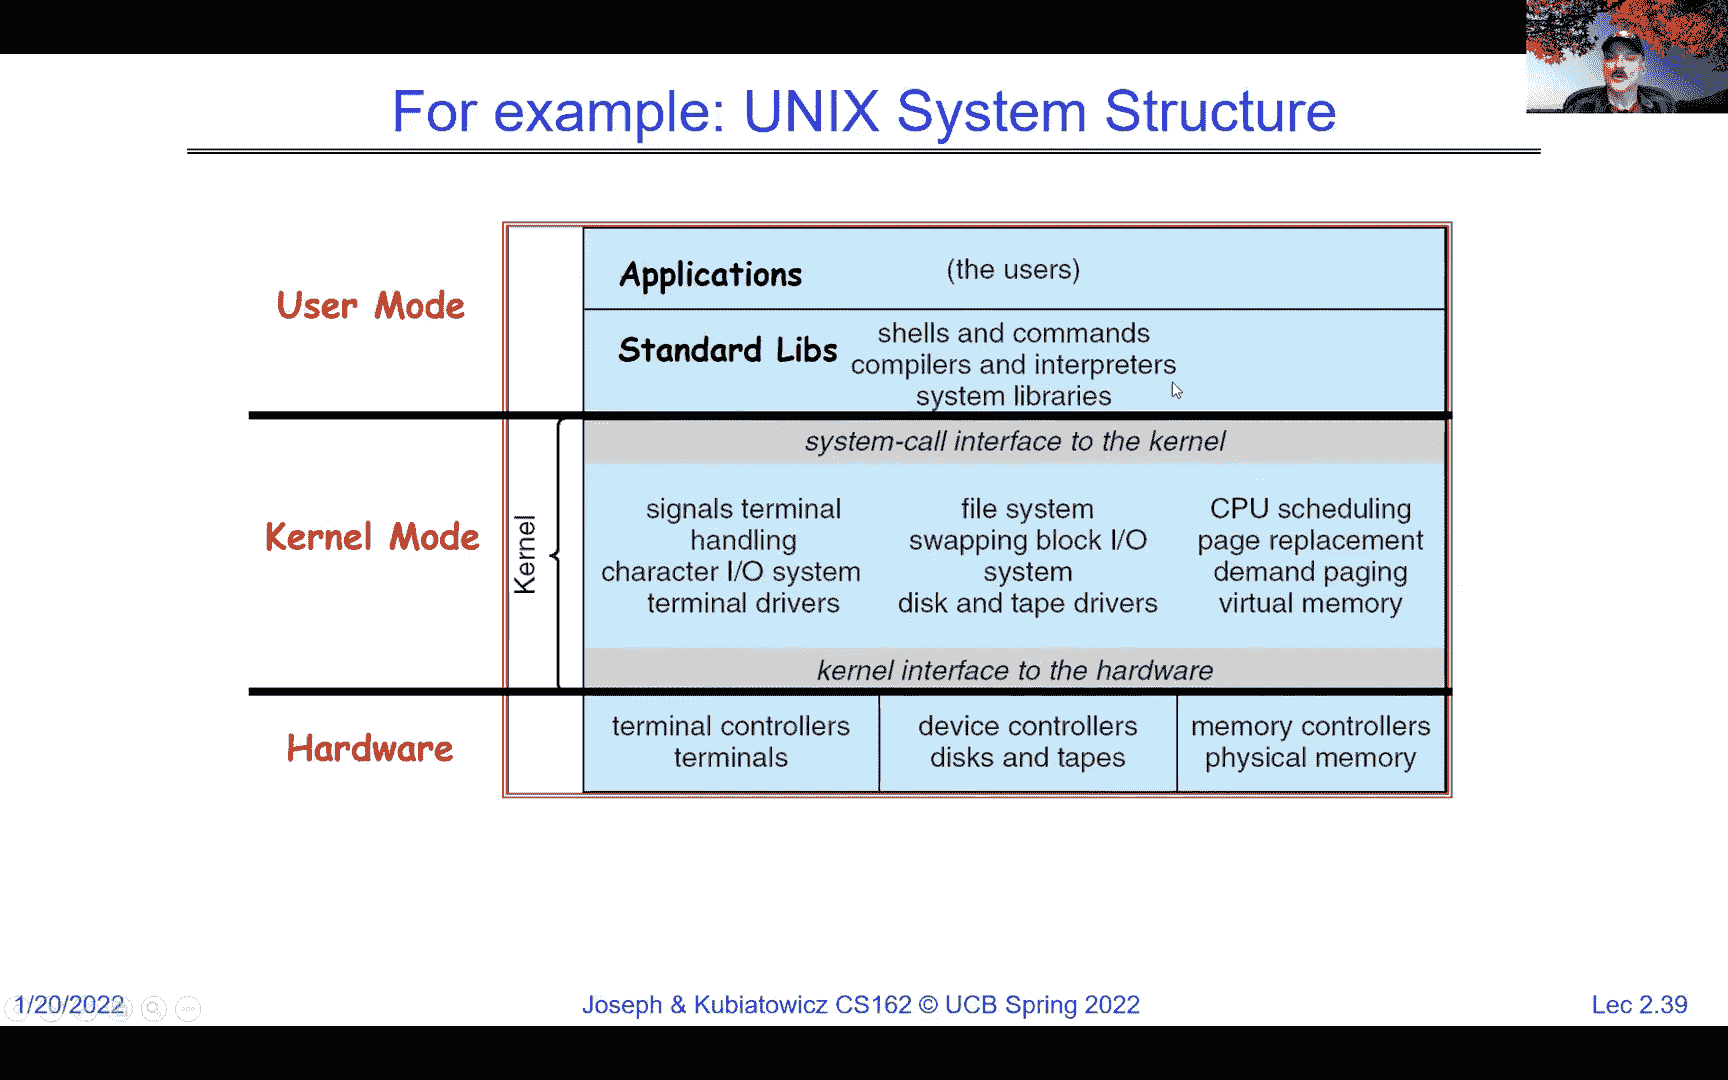 For example: UNIX System Structure
User Mode
Applications
(the users)
Standard Libs
shells and commands
compilers and interpreters
system libraries
Kernel Mode
Kernel
system-call interface to the kernel
signals terminal
handling
character I/O system
terminal drivers
file system
swapping block I/O
system
disk and tape drivers
CPU scheduling
page replacement
demand paging
virtual memory
kernel interface to the hardware
Hardware
terminal controllers
terminals
device controllers
disks and tapes
memory controllers
physical memory
1/20/2022
Joseph & Kubiatowicz CS162 © UCB Spring 2022
Lec 2.39